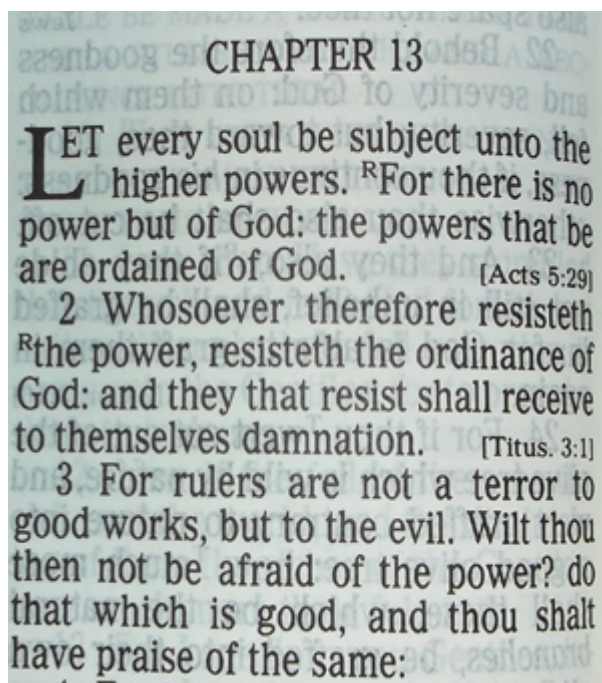 CHAPTER 13
LET every soul be subject unto the
higher powers. ᴿFor there is no
power but of God: the powers that be
are ordained of God. [Acts 5:29]
2 Whosoever therefore resisteth
ᴿthe power, resisteth the ordinance of
God: and they that resist shall receive
to themselves damnation. [Titus. 3:1]
3 For rulers are not a terror to
good works, but to the evil. Wilt thou
then not be afraid of the power? do
that which is good, and thou shalt
have praise of the same: